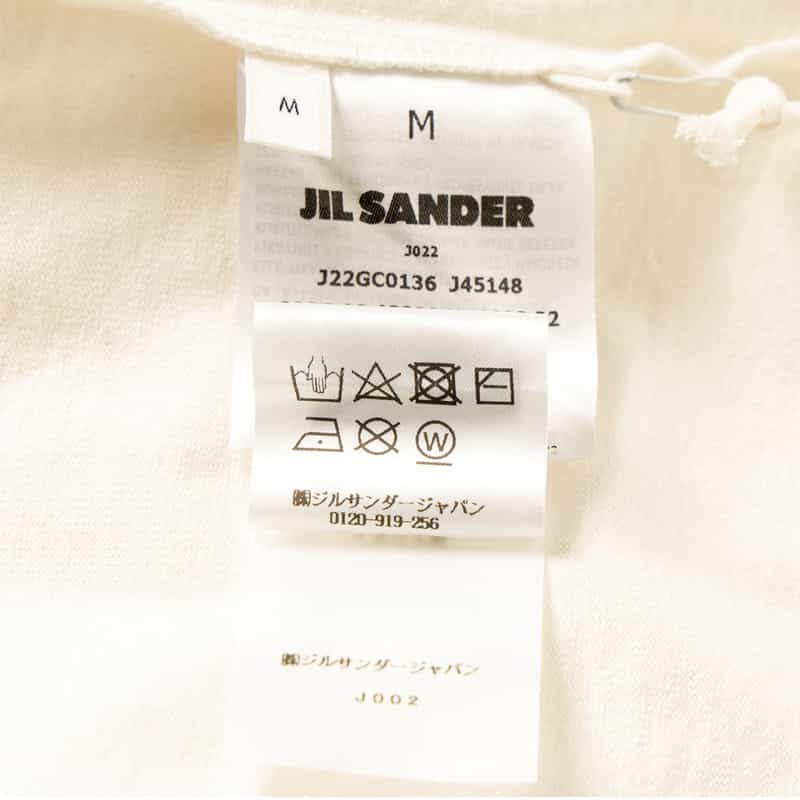 M
M
JIL SANDER
J022
J22GC0136 J45148
W
㈱ジルサンダージャパン
0120-919-256
㈱ジルサンダージャパン
J002